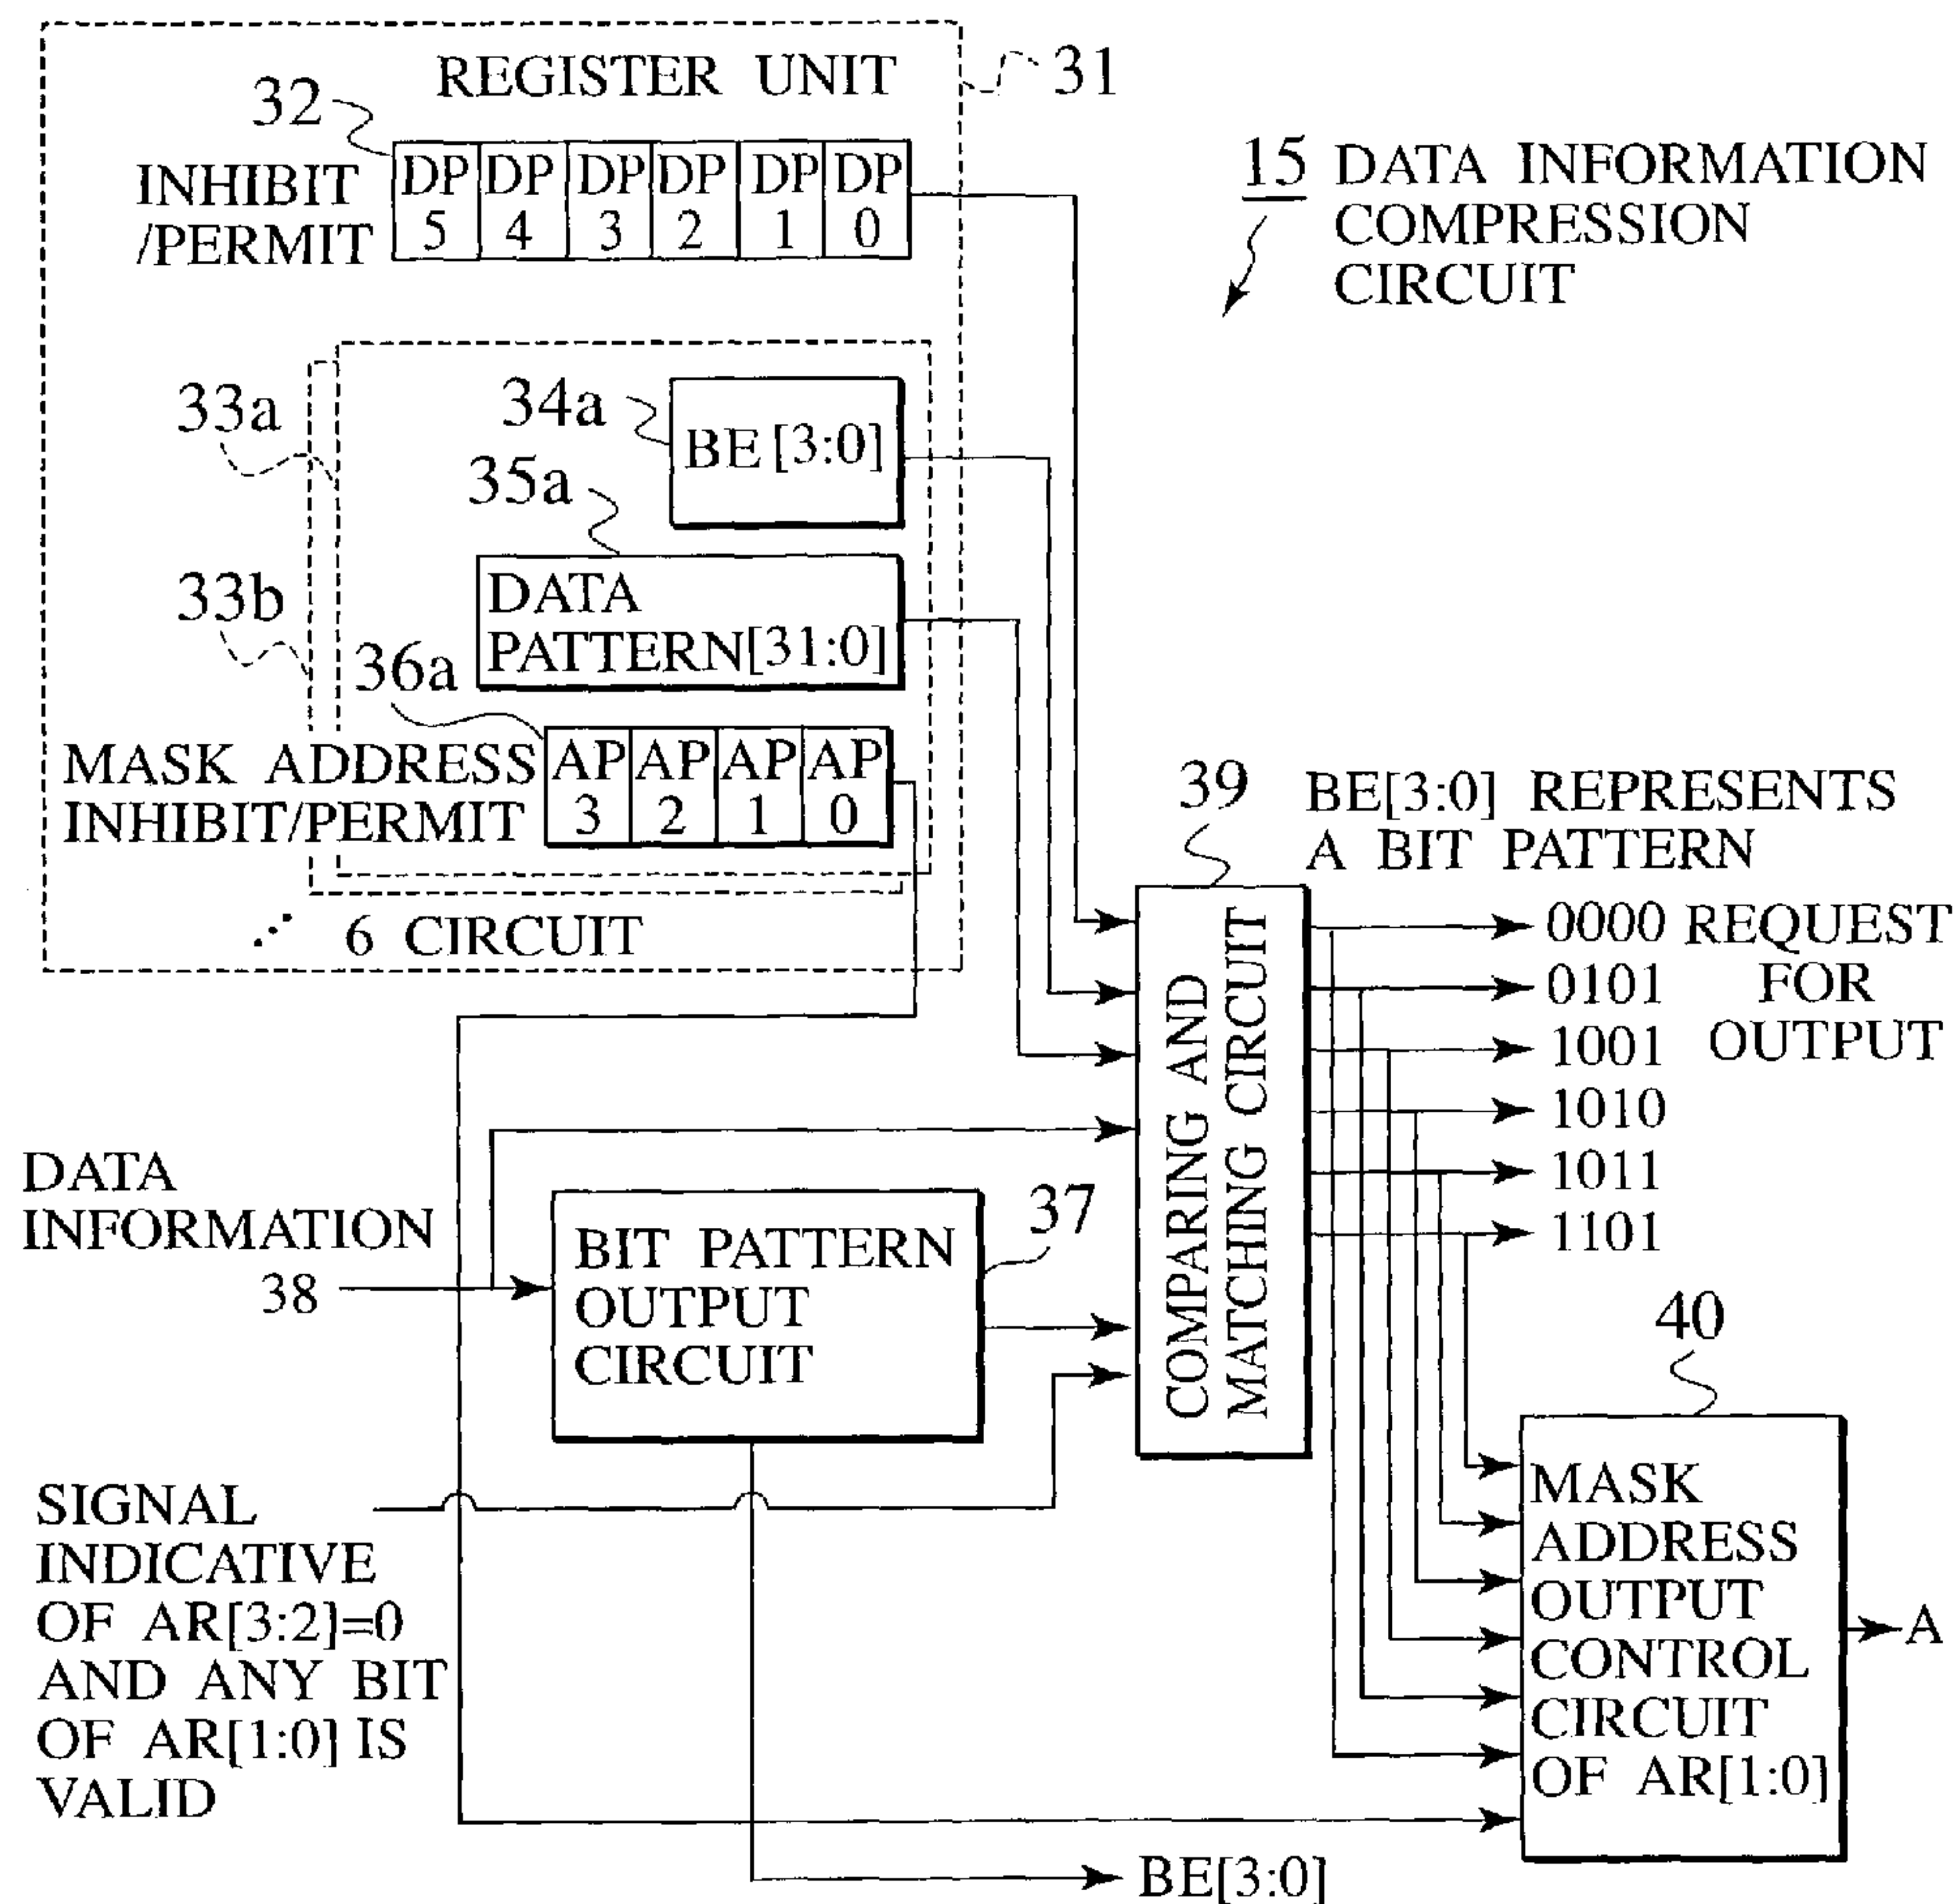 REGISTER UNIT
31
32
INHIBIT
/PERMIT
DP 5
DP 4
DP 3
DP 2
DP 1
DP 0
15 DATA INFORMATION
COMPRESSION
CIRCUIT
33a
34a
BE [3:0]
35a
33b
DATA
PATTERN[31:0]
36a
MASK ADDRESS
INHIBIT/PERMIT
AP 3
AP 2
AP 1
AP 0
6 CIRCUIT
39
BE[3:0] REPRESENTS
A BIT PATTERN
COMPARING AND
MATCHING CIRCUIT
0000
0101
1001
1010
1011
1101
REQUEST
FOR
OUTPUT
DATA
INFORMATION
38
BIT PATTERN
OUTPUT
CIRCUIT
37
40
MASK
ADDRESS
OUTPUT
CONTROL
CIRCUIT
OF AR[1:0]
A
SIGNAL
INDICATIVE
OF AR[3:2]=0
AND ANY BIT
OF AR[1:0] IS
VALID
BE[3:0]